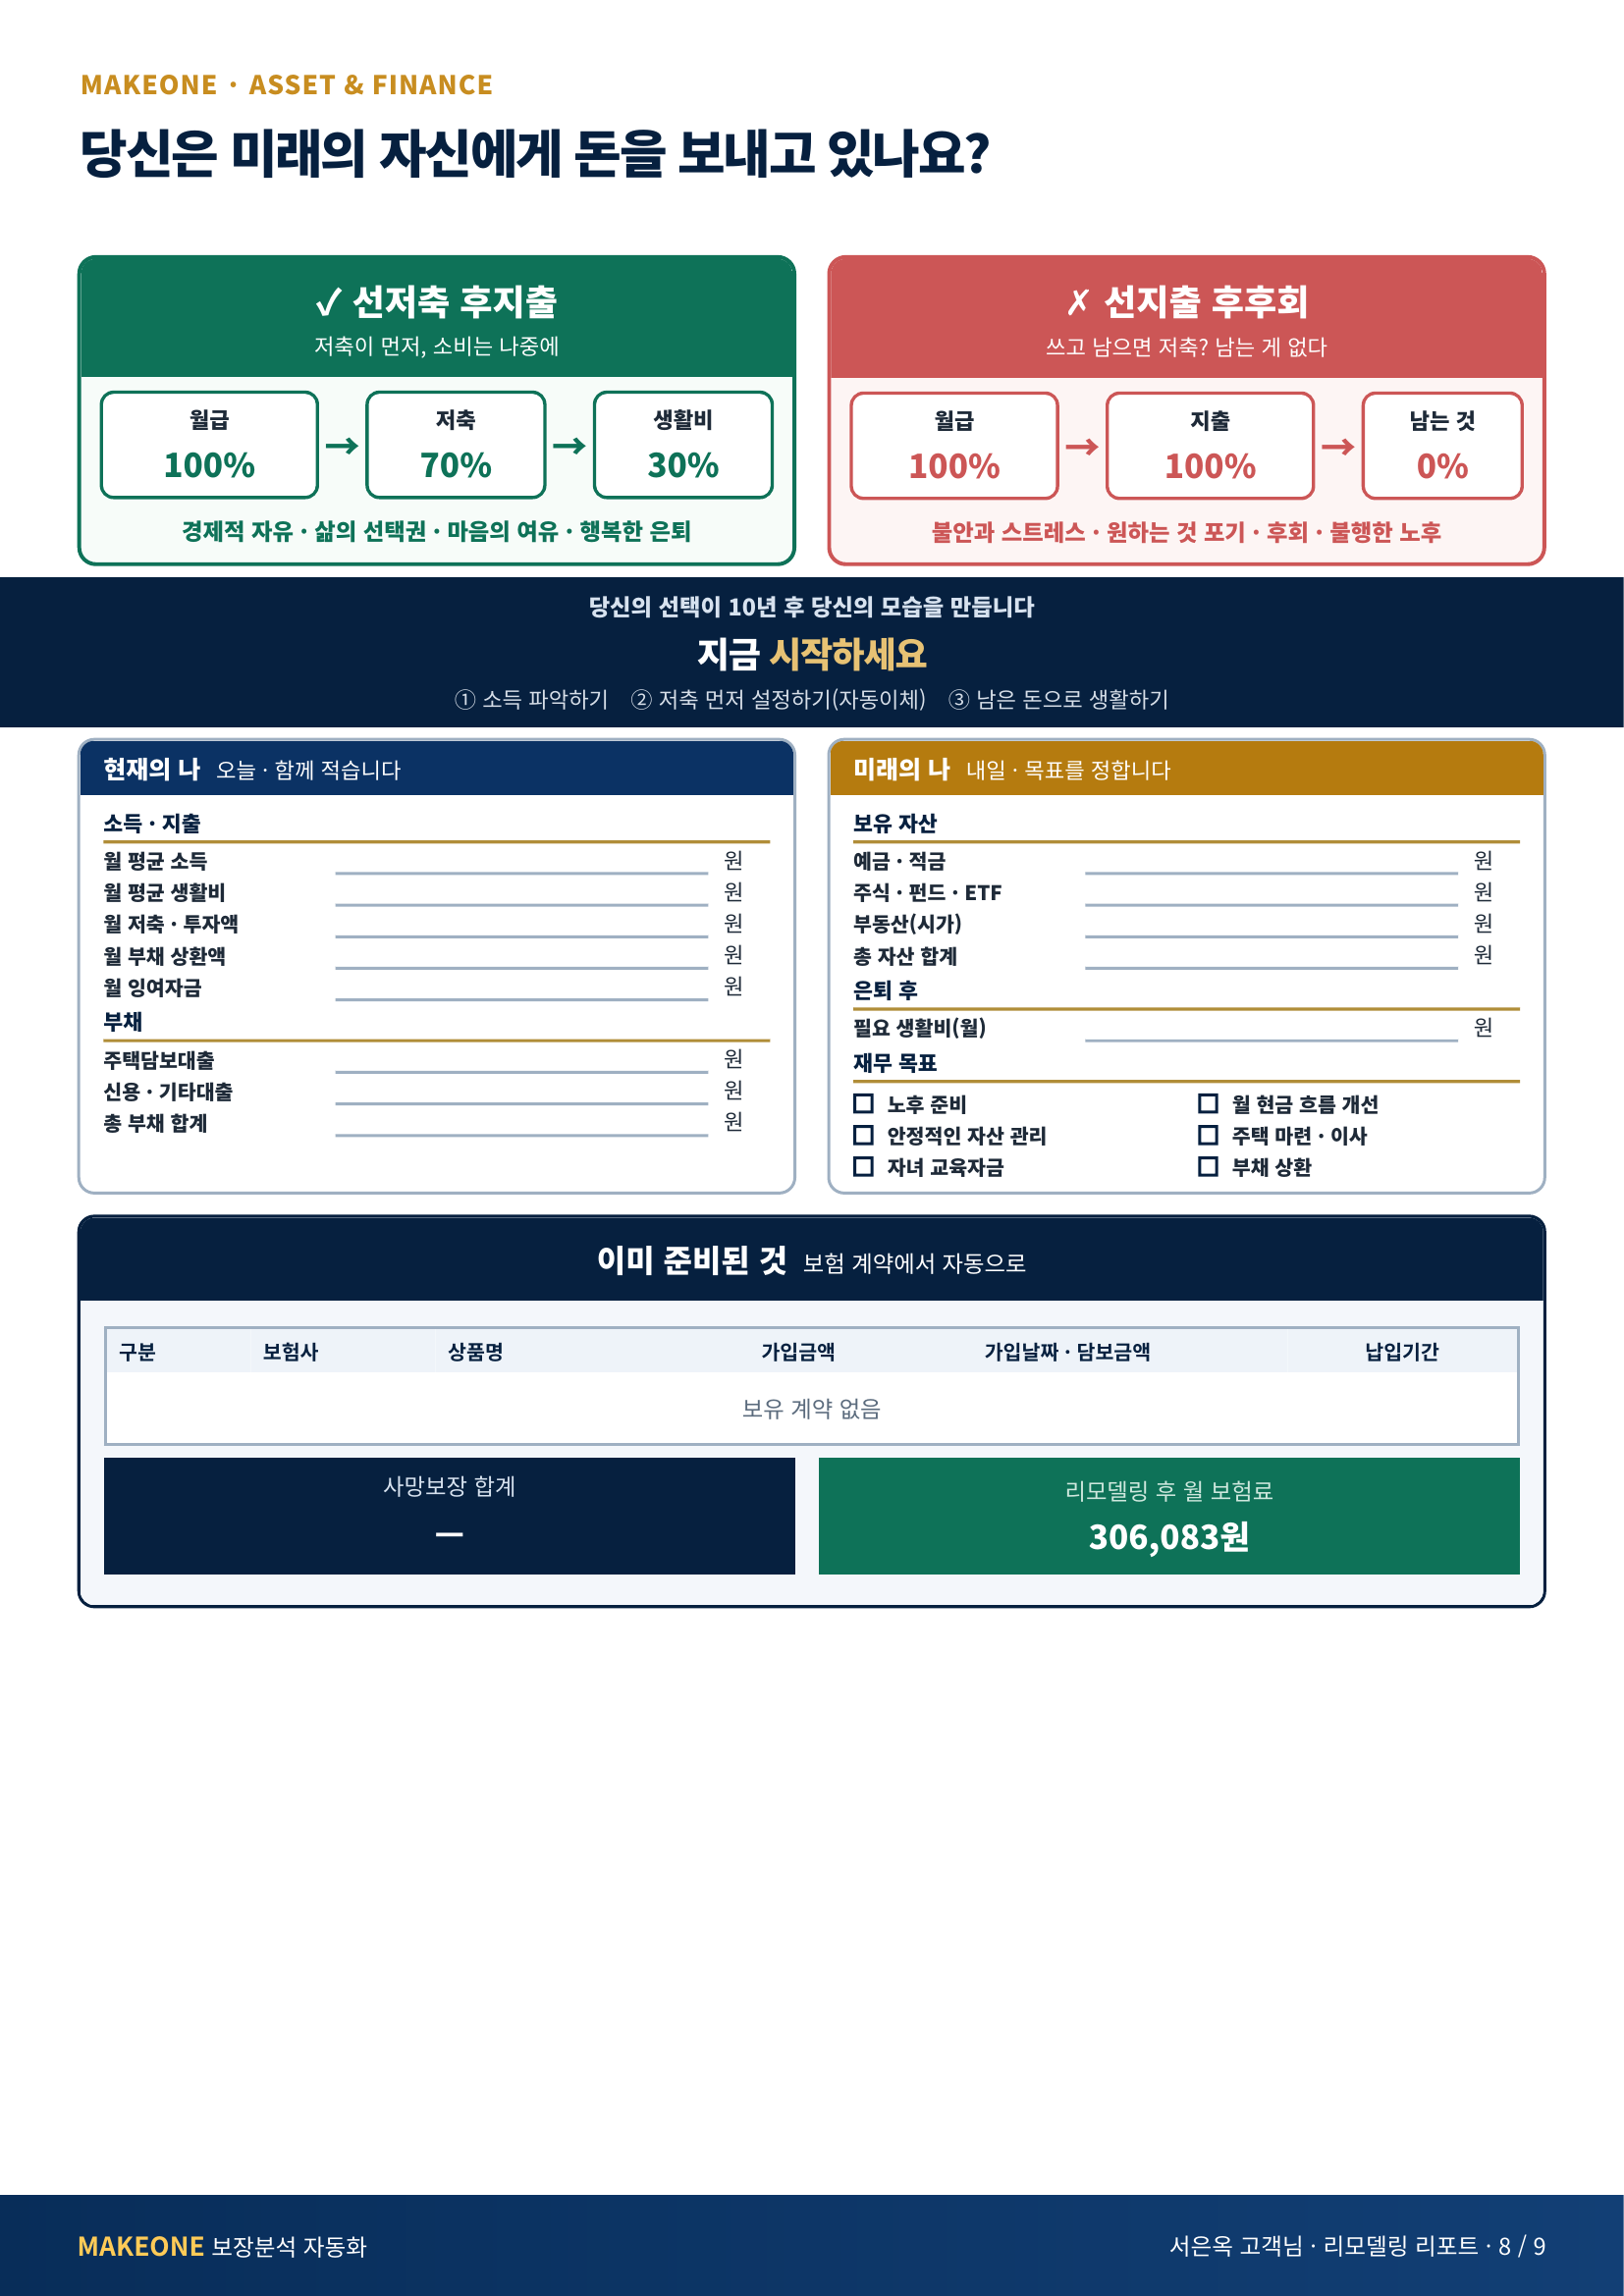 MAKEONE · ASSET & FINANCE
당신은 미래의 자신에게 돈을 보내고 있나요?
✓ 선저축 후지출
저축이 먼저, 소비는 나중에
월급 → 저축 → 생활비
100% 70% 30%
경제적 자유 · 삶의 선택권 · 마음의 여유 · 행복한 은퇴
✗ 선지출 후후회
쓰고 남으면 저축? 남는 게 없다
월급 → 지출 → 남는 것
100% 100% 0%
불안과 스트레스 · 원하는 것 포기 · 후회 · 불행한 노후
당신의 선택이 10년 후 당신의 모습을 만듭니다
지금 시작하세요
① 소득 파악하기 ② 저축 먼저 설정하기(자동이체) ③ 남은 돈으로 생활하기
현재의 나 오늘 · 함께 적습니다
소득 · 지출
월 평균 소득 원
월 평균 생활비 원
월 저축 · 투자액 원
월 부채 상환액 원
월 잉여자금 원
부채
주택담보대출 원
신용 · 기타대출 원
총 부채 합계 원
미래의 나 내일 · 목표를 정합니다
보유 자산
예금 · 적금 원
주식 · 펀드 · ETF 원
부동산(시가) 원
총 자산 합계 원
은퇴 후
필요 생활비(월) 원
재무 목표
☐ 노후 준비 ☐ 월 현금 흐름 개선
☐ 안정적인 자산 관리 ☐ 주택 마련 · 이사
☐ 자녀 교육자금 ☐ 부채 상환
이미 준비된 것 보험 계약에서 자동으로
구분 보험사 상품명 가입금액 가입날짜 · 담보금액 납입기간
보유 계약 없음
사망보장 합계
—
리모델링 후 월 보험료
306,083원
MAKEONE 보장분석 자동화
서은옥 고객님 · 리모델링 리포트 · 8 / 9